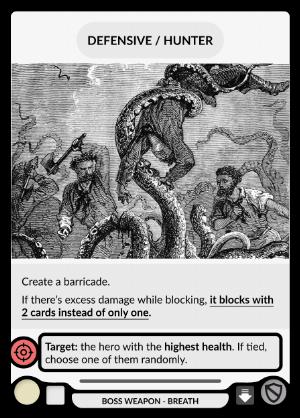 DEFENSIVE / HUNTER
Create a barricade.
If there's excess damage while blocking, it blocks with
2 cards instead of only one.
Target: the hero with the highest health. If tied,
choose one of them randomly.
BOSS WEAPON - BREATH